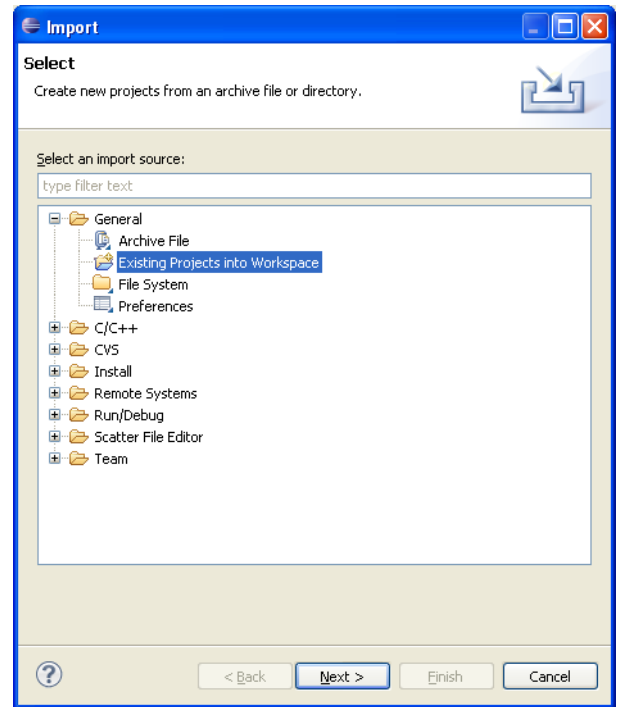 Import
Select
Create new projects from an archive file or directory.
Select an import source:
type filter text
General
Archive File
Existing Projects into Workspace
File System
Preferences
C/C++
CVS
Install
Remote Systems
Run/Debug
Scatter File Editor
Team
? < Back Next > Finish Cancel